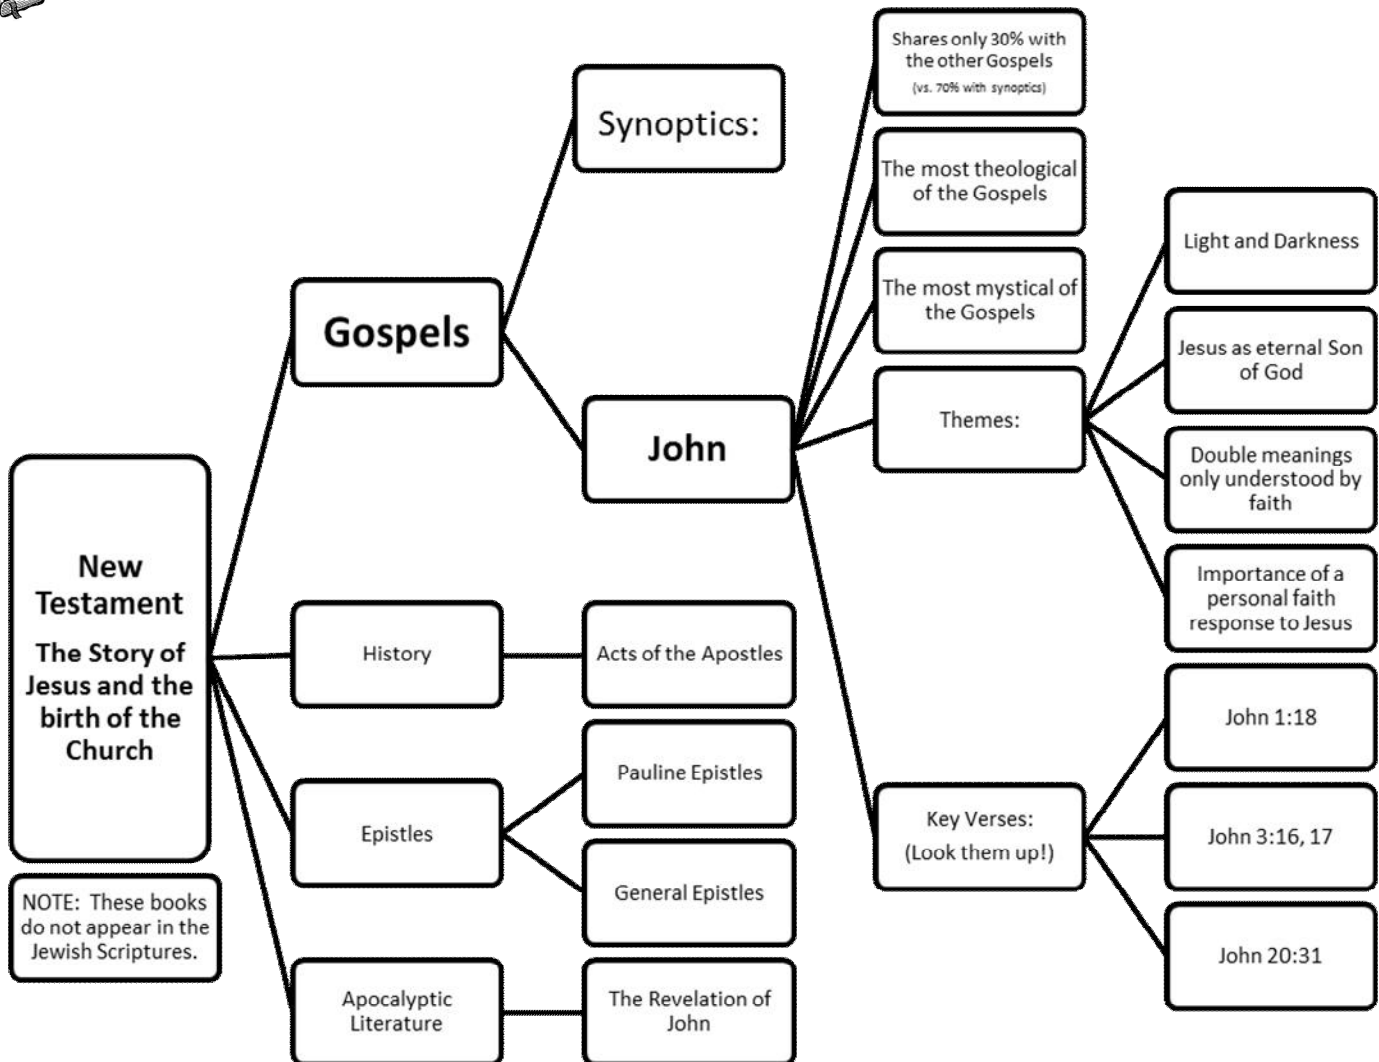 Shares only 30% with
the other Gospels
(vs. 70% with synoptics)
Synoptics:
The most theological
of the Gospels
Light and Darkness
The most mystical of
the Gospels
Gospels
Jesus as eternal Son
of God
Themes:
John
Double meanings
only understood by
faith
New
Testament
The Story of
Jesus and the
birth of the
Church
Importance of a
personal faith
response to Jesus
History
Acts of the Apostles
John 1:18
Pauline Epistles
Epistles
Key Verses:
(Look them up!)
John 3:16, 17
General Epistles
NOTE:  These books
do not appear in the
Jewish Scriptures.
John 20:31
Apocalyptic
Literature
The Revelation of
John